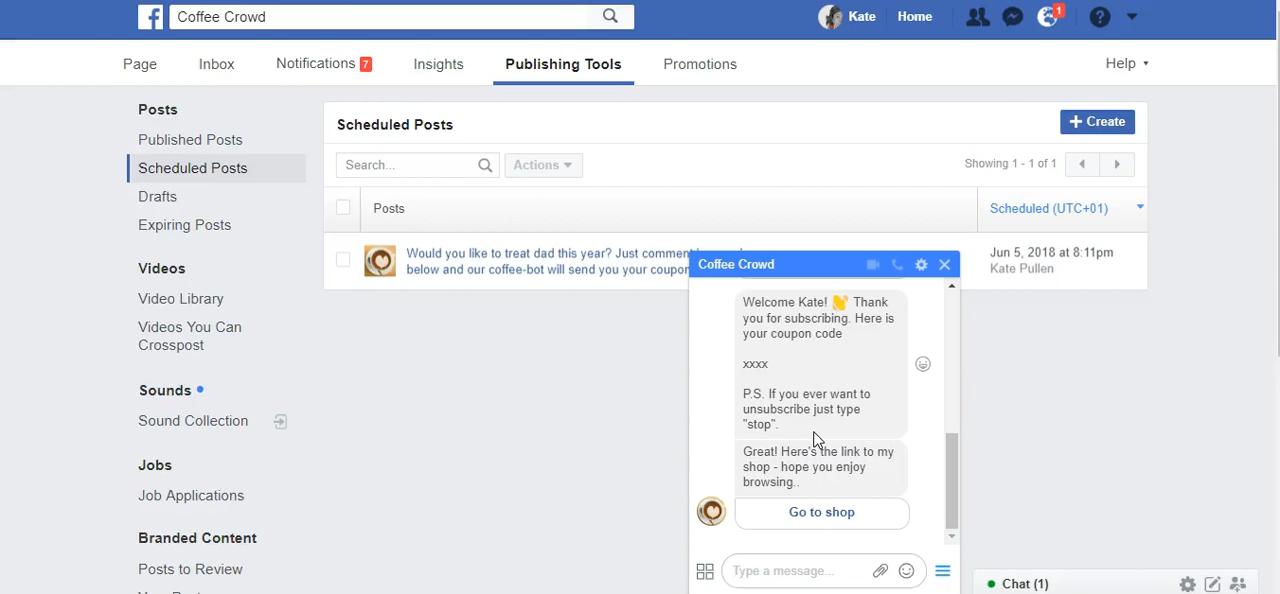 f Coffee Crowd Kate Home 1 ?
Page Inbox Notifications 7 Insights Publishing Tools Promotions Help
Posts
Published Posts
Scheduled Posts
Drafts
Expiring Posts
Videos
Video Library
Videos You Can
Crosspost
Sounds
Sound Collection
Jobs
Job Applications
Branded Content
Posts to Review
Scheduled Posts + Create
Search... Actions Showing 1 - 1 of 1
Posts Scheduled (UTC+01)
Would you like to treat dad this year? Just comment
below and our coffee-bot will send you your coupon
Jun 5, 2018 at 8:11pm
Kate Pullen
Coffee Crowd
Welcome Kate! 👋 Thank
you for subscribing. Here is
your coupon code
xxxx
P.S. If you ever want to
unsubscribe just type
"stop".
Great! Here's the link to my
shop - hope you enjoy
browsing..
Go to shop
Type a message...
Chat (1)